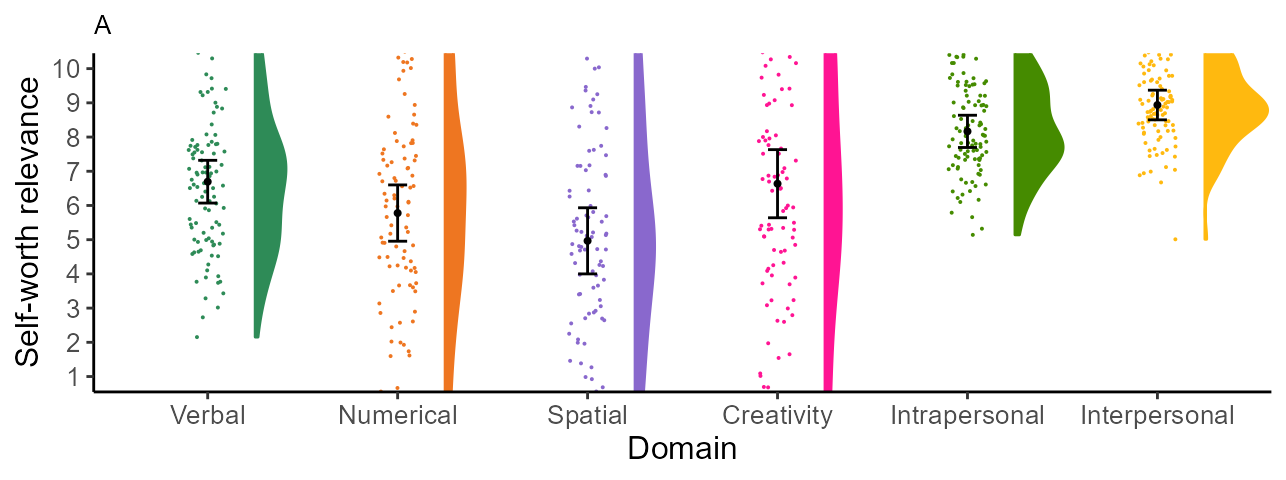 A
Self-worth relevance
10
9
8
7
6
5
4
3
2
1
Verbal Numerical Spatial Creativity Intrapersonal Interpersonal
Domain